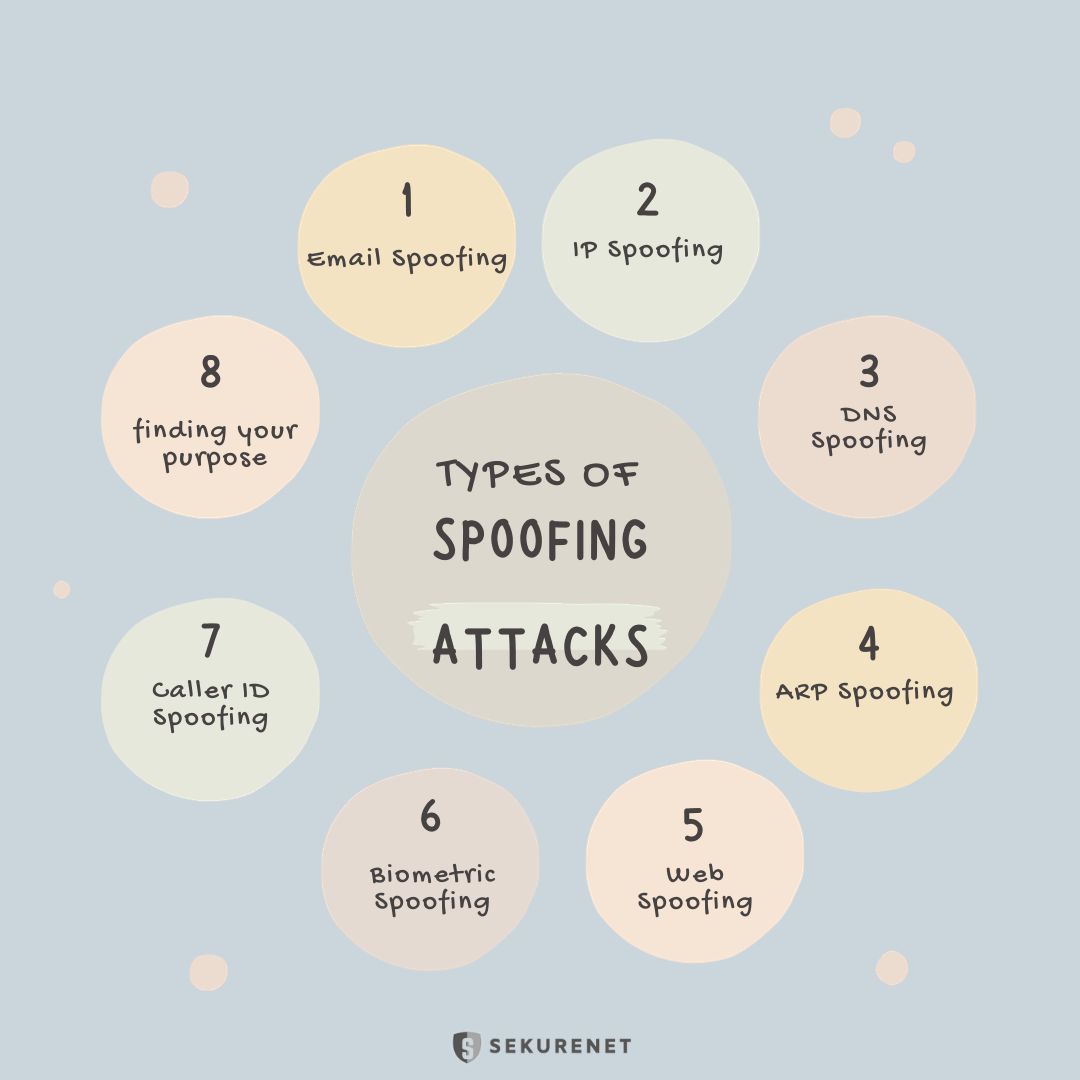 TYPES OF
SPOOFING
ATTACKS
1
Email Spoofing
2
IP Spoofing
3
DNS
Spoofing
4
ARP Spoofing
5
Web
Spoofing
6
Biometric
Spoofing
7
Caller ID
Spoofing
8
finding your
purpose
SEKURENET